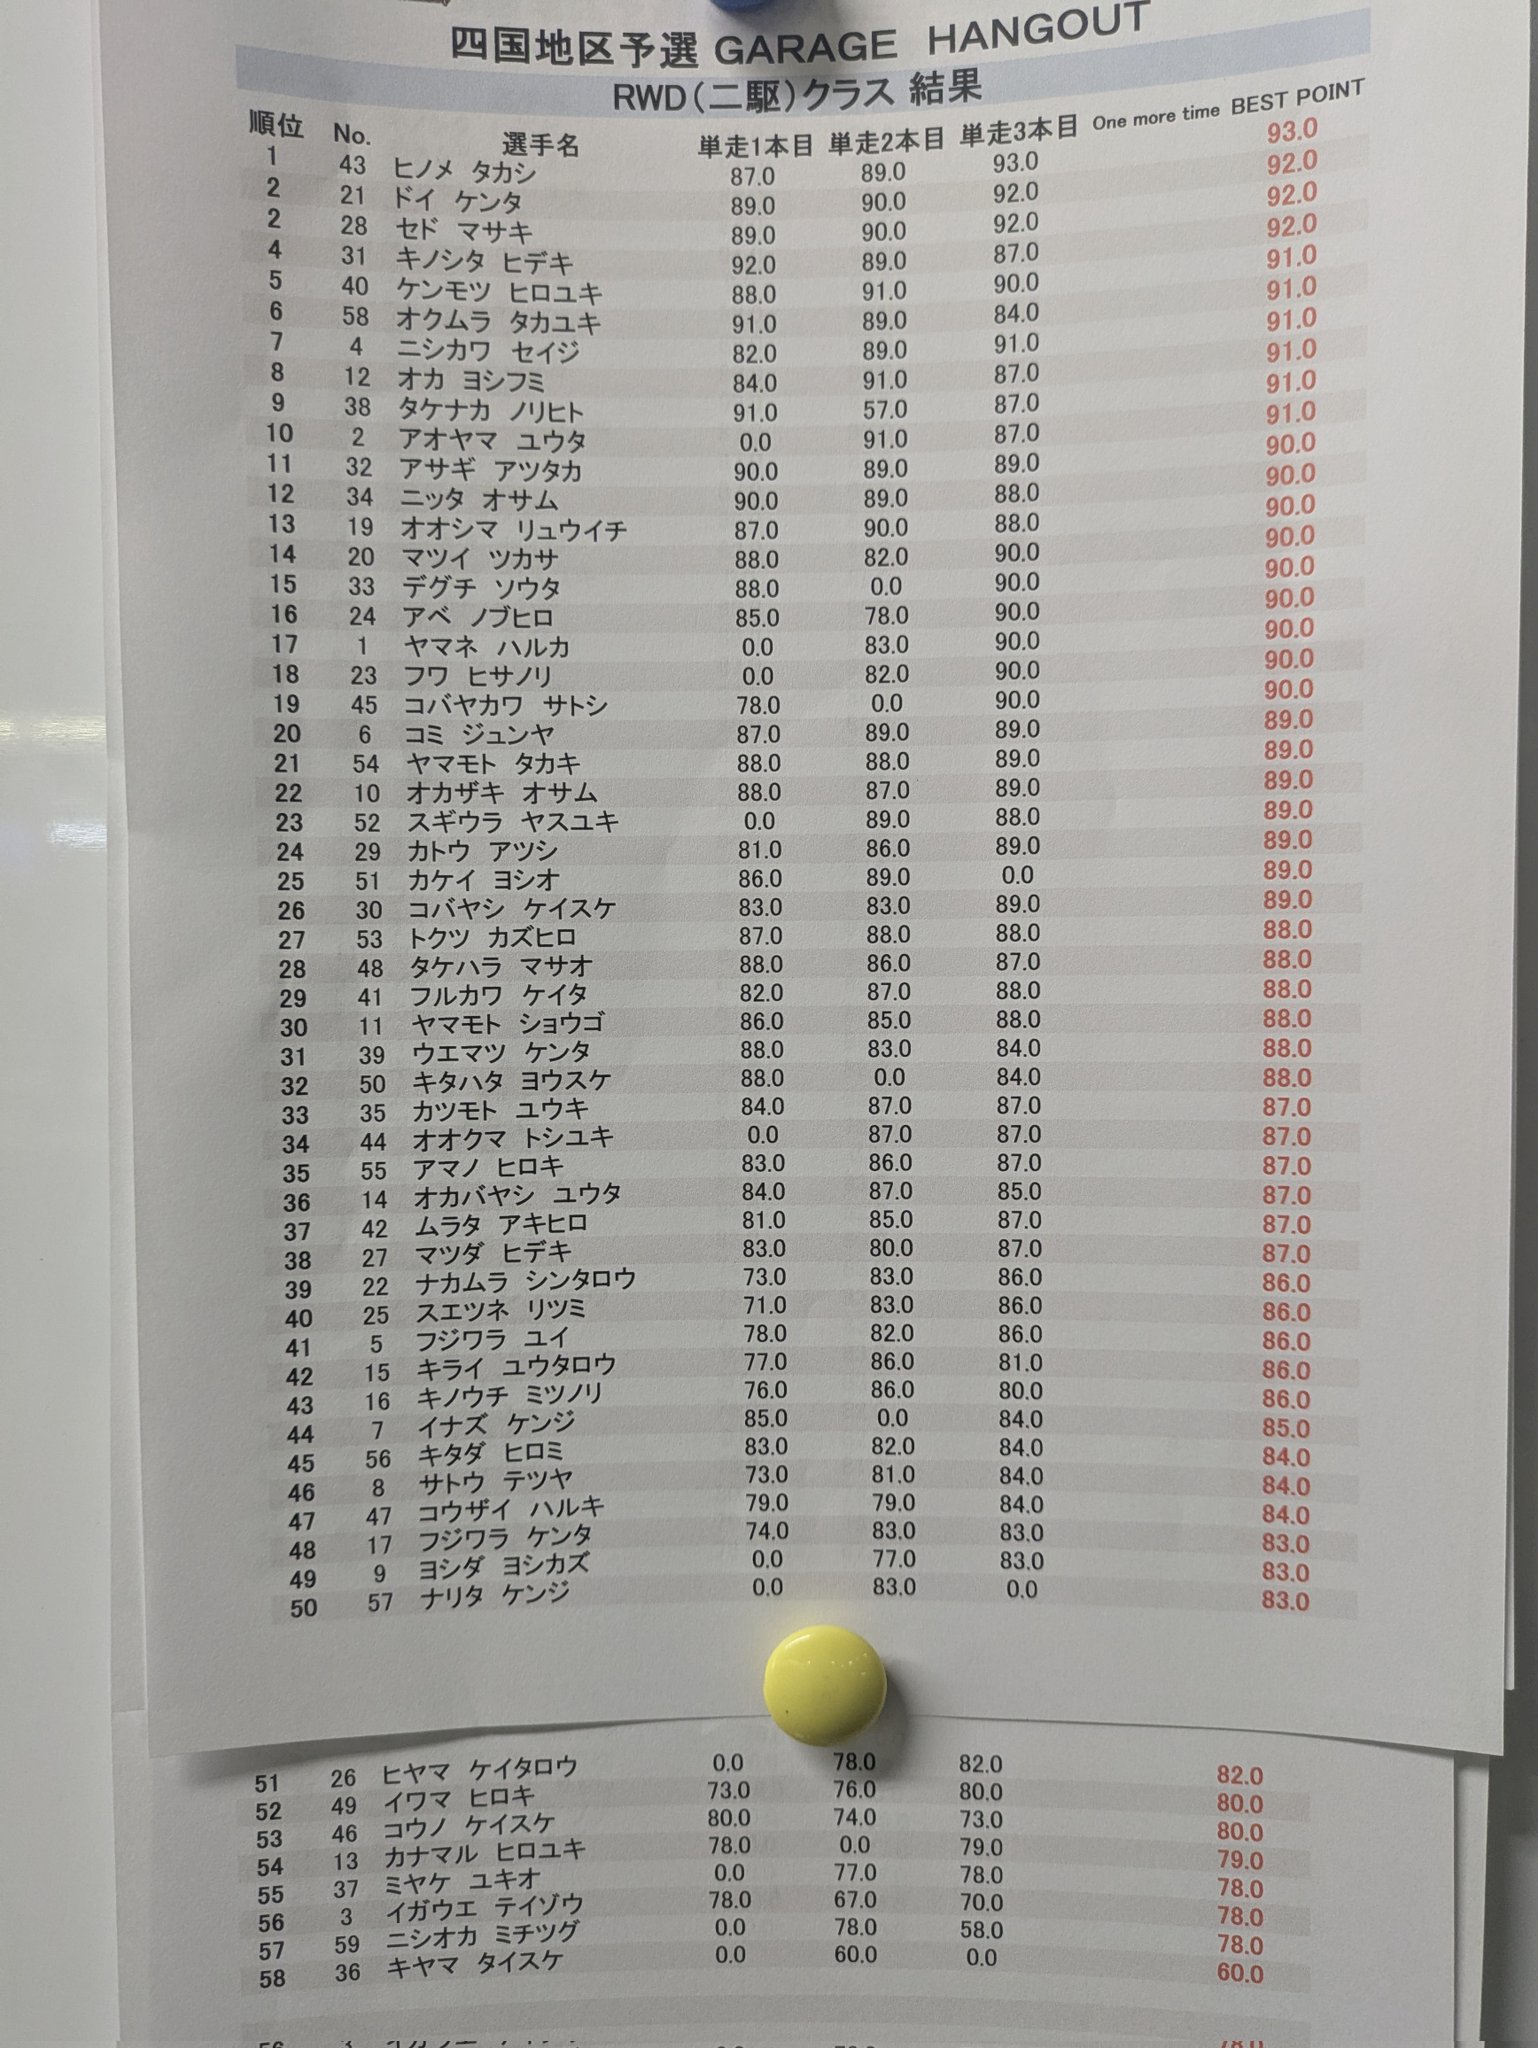 四国地区予選 GARAGE HANGOUT
RWD(二駆)クラス 結果
順位 No. 選手名 単走1本目 単走2本目 単走3本目 One more time BEST POINT
1 43 ヒノメ タカシ 87.0 89.0 93.0 93.0
2 21 ドイ ケンタ 89.0 90.0 92.0 92.0
2 28 セド マサキ 89.0 90.0 92.0 92.0
4 31 キノシタ ヒデキ 92.0 89.0 87.0 92.0
5 40 ケンモツ ヒロユキ 88.0 91.0 90.0 91.0
6 58 オクムラ タカユキ 91.0 89.0 84.0 91.0
7 4 ニシカワ セイジ 82.0 89.0 91.0 91.0
8 12 オカ ヨシフミ 84.0 91.0 87.0 91.0
9 38 タケナカ ノリヒト 91.0 57.0 87.0 91.0
10 2 アオヤマ ユウタ 0.0 91.0 87.0 91.0
11 32 アサギ アツタカ 90.0 89.0 89.0 90.0
12 34 ニッタ オサム 90.0 89.0 88.0 90.0
13 19 オオシマ リュウイチ 87.0 90.0 88.0 90.0
14 20 マツイ ツカサ 88.0 82.0 90.0 90.0
15 33 デグチ ソウタ 88.0 0.0 90.0 90.0
16 24 アベ ノブヒロ 85.0 78.0 90.0 90.0
17 1 ヤマネ ハルカ 0.0 83.0 90.0 90.0
18 23 フワ ヒサノリ 0.0 82.0 90.0 90.0
19 45 コバヤカワ サトシ 78.0 0.0 90.0 90.0
20 6 コミ ジュンヤ 87.0 89.0 89.0 89.0
21 54 ヤマモト タカキ 88.0 88.0 89.0 89.0
22 10 オカザキ オサム 88.0 87.0 89.0 89.0
23 52 スギウラ ヤスユキ 0.0 89.0 88.0 89.0
24 29 カトウ アツシ 81.0 86.0 89.0 89.0
25 51 カケイ ヨシオ 86.0 89.0 0.0 89.0
26 30 コバヤシ ケイスケ 83.0 83.0 89.0 89.0
27 53 トクツ カズヒロ 87.0 88.0 88.0 88.0
28 48 タケハラ マサオ 88.0 86.0 87.0 88.0
29 41 フルカワ ケイタ 82.0 87.0 88.0 88.0
30 11 ヤマモト ショウゴ 86.0 85.0 88.0 88.0
31 39 ウエマツ ケンタ 88.0 83.0 84.0 88.0
32 50 キタハタ ヨウスケ 88.0 0.0 84.0 88.0
33 35 カツモト ユウキ 84.0 87.0 87.0 87.0
34 44 オオクマ トシユキ 0.0 87.0 87.0 87.0
35 55 アマノ ヒロキ 83.0 86.0 87.0 87.0
36 14 オカバヤシ ユウタ 84.0 87.0 85.0 87.0
37 42 ムラタ アキヒロ 81.0 85.0 87.0 87.0
38 27 マツダ ヒデキ 83.0 80.0 87.0 87.0
39 22 ナカムラ シンタロウ 73.0 83.0 86.0 86.0
40 25 スエツネ リツミ 71.0 83.0 86.0 86.0
41 5 フジワラ ユイ 78.0 82.0 86.0 86.0
42 15 キライ ユウタロウ 77.0 86.0 81.0 86.0
43 16 キノウチ ミツノリ 76.0 86.0 80.0 86.0
44 7 イナズ ケンジ 85.0 0.0 84.0 85.0
45 56 キタダ ヒロミ 83.0 82.0 84.0 84.0
46 8 サトウ テツヤ 73.0 81.0 84.0 84.0
47 47 コウザイ ハルキ 79.0 79.0 84.0 84.0
48 17 フジワラ ケンタ 74.0 83.0 83.0 83.0
49 9 ヨシダ ヨシカズ 0.0 77.0 83.0 83.0
50 57 ナリタ ケンジ 0.0 83.0 0.0 83.0
51 26 ヒヤマ ケイタロウ 0.0 78.0 82.0 82.0
52 49 イワマ ヒロキ 73.0 76.0 80.0 80.0
53 46 コウノ ケイスケ 80.0 74.0 73.0 80.0
54 13 カナマル ヒロユキ 78.0 0.0 79.0 79.0
55 37 ミヤケ ユキオ 0.0 77.0 78.0 78.0
56 3 イガウエ テイゾウ 78.0 67.0 70.0 78.0
57 59 ニシオカ ミチツグ 0.0 78.0 58.0 78.0
58 36 キヤマ タイスケ 0.0 60.0 0.0 60.0